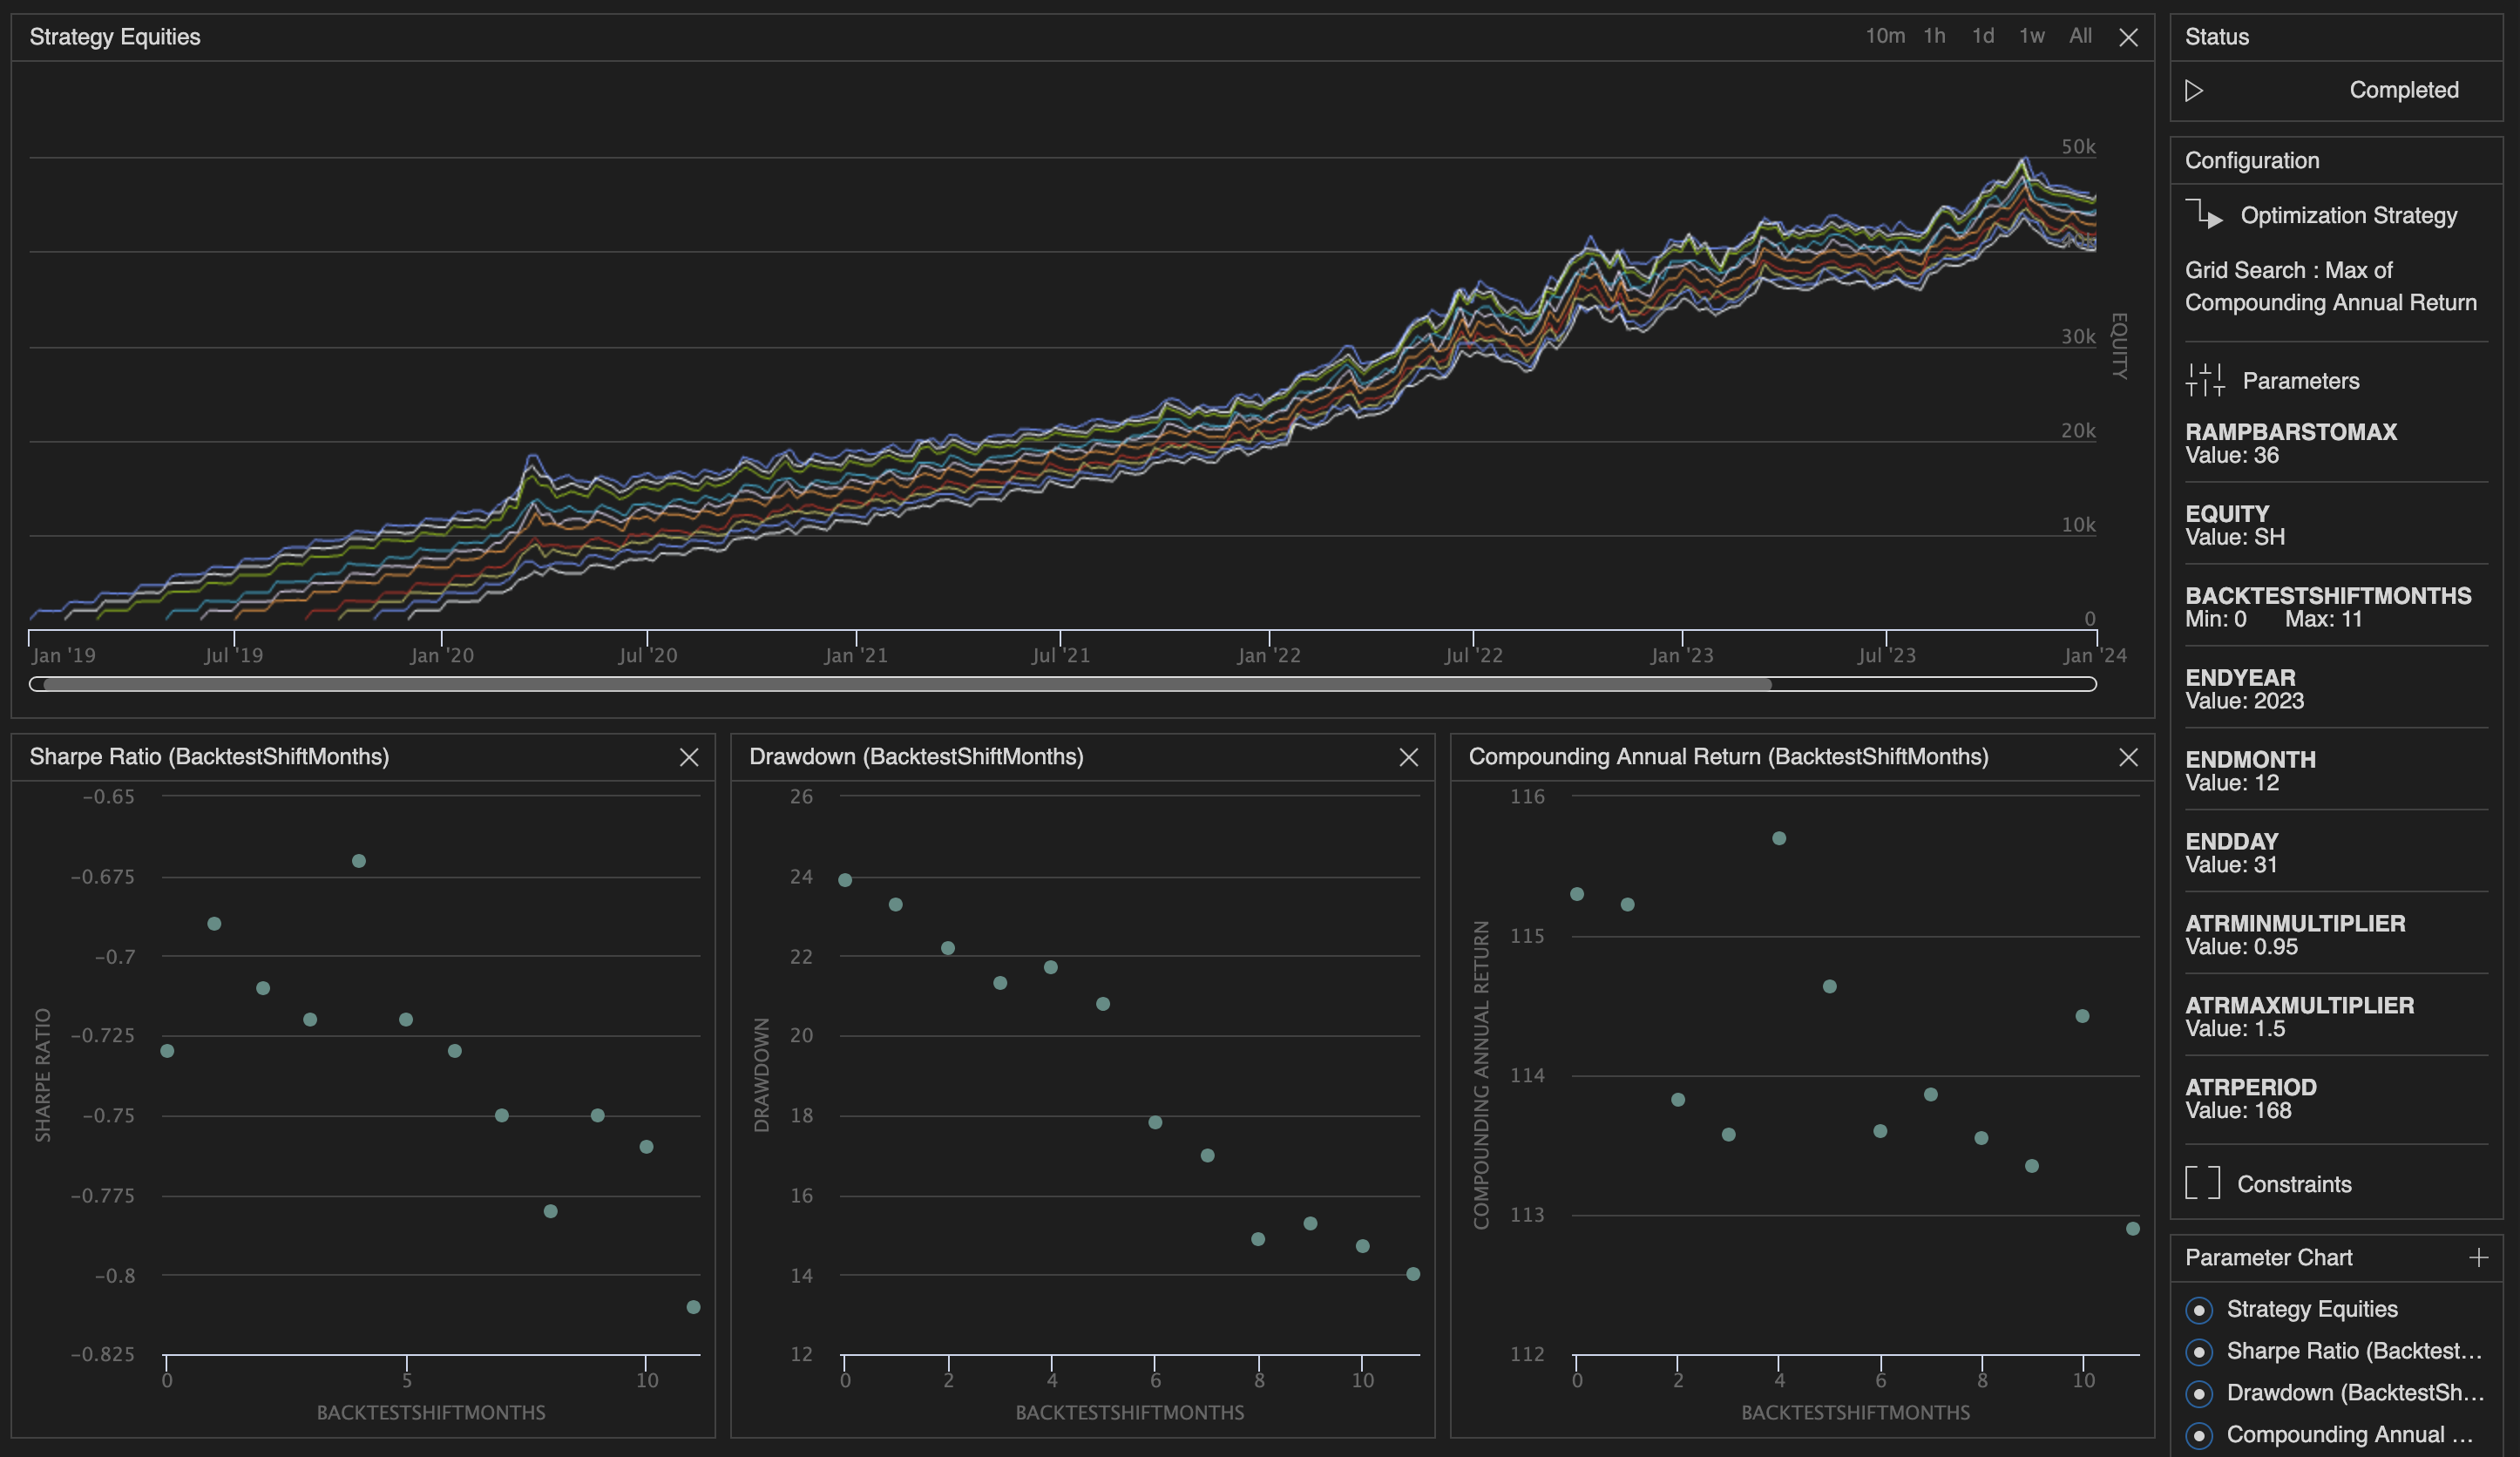 Strategy Equities
10m 1h 1d 1w All
50k
40k
30k
20k
10k
0
EQUITY
Jan '19 Jul '19 Jan '20 Jul '20 Jan '21 Jul '21 Jan '22 Jul '22 Jan '23 Jul '23 Jan '24
Sharpe Ratio (BacktestShiftMonths)
−0.65
−0.675
−0.7
−0.725
−0.75
−0.775
−0.8
−0.825
SHARPE RATIO
0 5 10
BACKTESTSHIFTMONTHS
Drawdown (BacktestShiftMonths)
26
24
22
20
18
16
14
12
DRAWDOWN
0 2 4 6 8 10
BACKTESTSHIFTMONTHS
Compounding Annual Return (BacktestShiftMonths)
116
115
114
113
112
COMPOUNDING ANNUAL RETURN
0 2 4 6 8 10
BACKTESTSHIFTMONTHS
Status
Completed
Configuration
Optimization Strategy
Grid Search : Max of
Compounding Annual Return
Parameters
RAMPBARSTOMAX
Value: 36
EQUITY
Value: SH
BACKTESTSHIFTMONTHS
Min: 0 Max: 11
ENDYEAR
Value: 2023
ENDMONTH
Value: 12
ENDDAY
Value: 31
ATRMINMULTIPLIER
Value: 0.95
ATRMAXMULTIPLIER
Value: 1.5
ATRPERIOD
Value: 168
Constraints
Parameter Chart
Strategy Equities
Sharpe Ratio (Backtest...
Drawdown (BacktestSh...
Compounding Annual ...